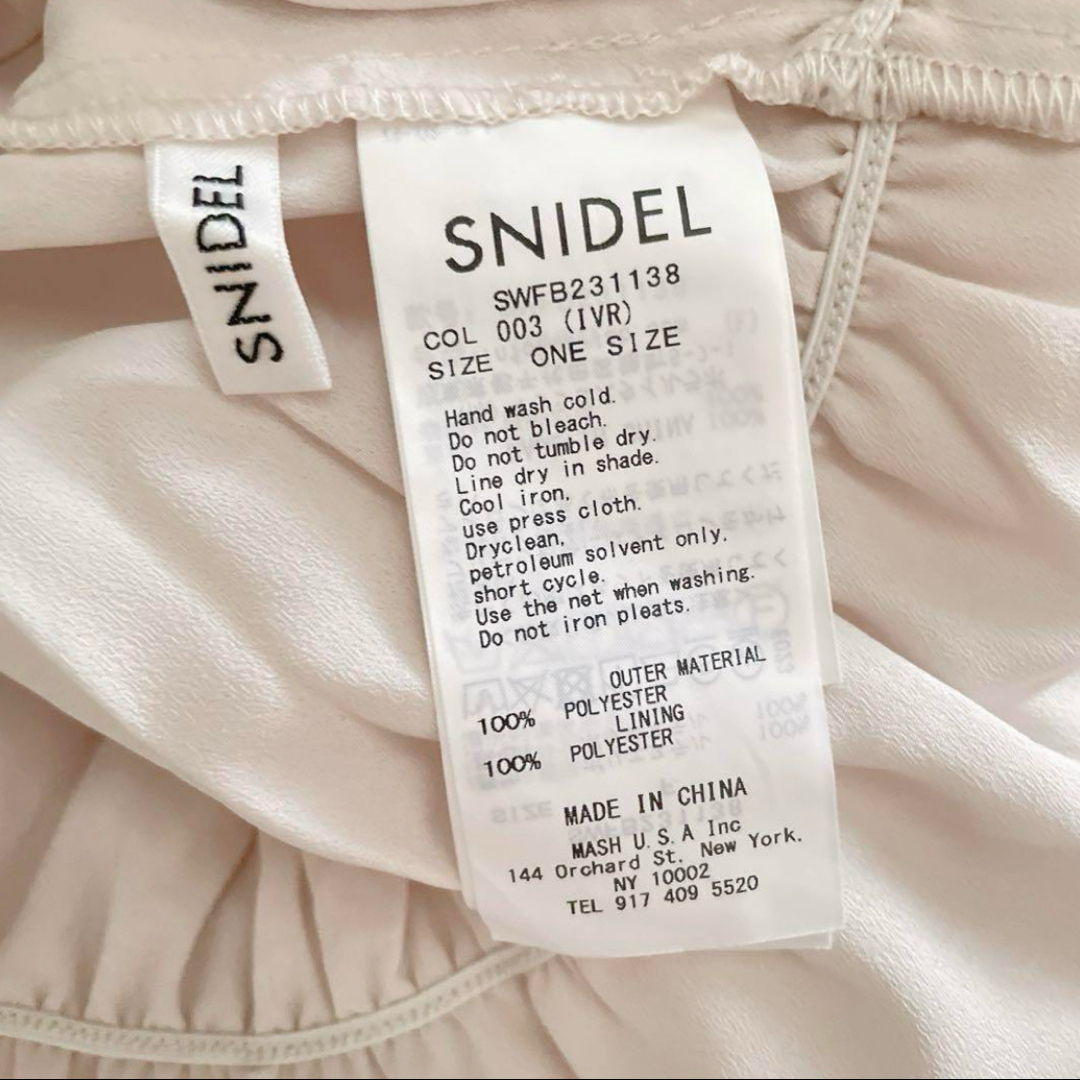 SNIDEL
SNIDEL
SWFB231138
COL 003 (IVR)
SIZE ONE SIZE
Hand wash cold.
Do not bleach.
Do not tumble dry.
Line dry in shade.
Cool iron.
use press cloth.
Dryclean.
petroleum solvent only.
short cycle.
Use the net when washing.
Do not iron pleats.
OUTER MATERIAL
100% POLYESTER
LINING
100% POLYESTER
MADE IN CHINA
MASH U.S.A Inc
144 Orchard St. New York.
NY 10002
TEL 917 409 5520